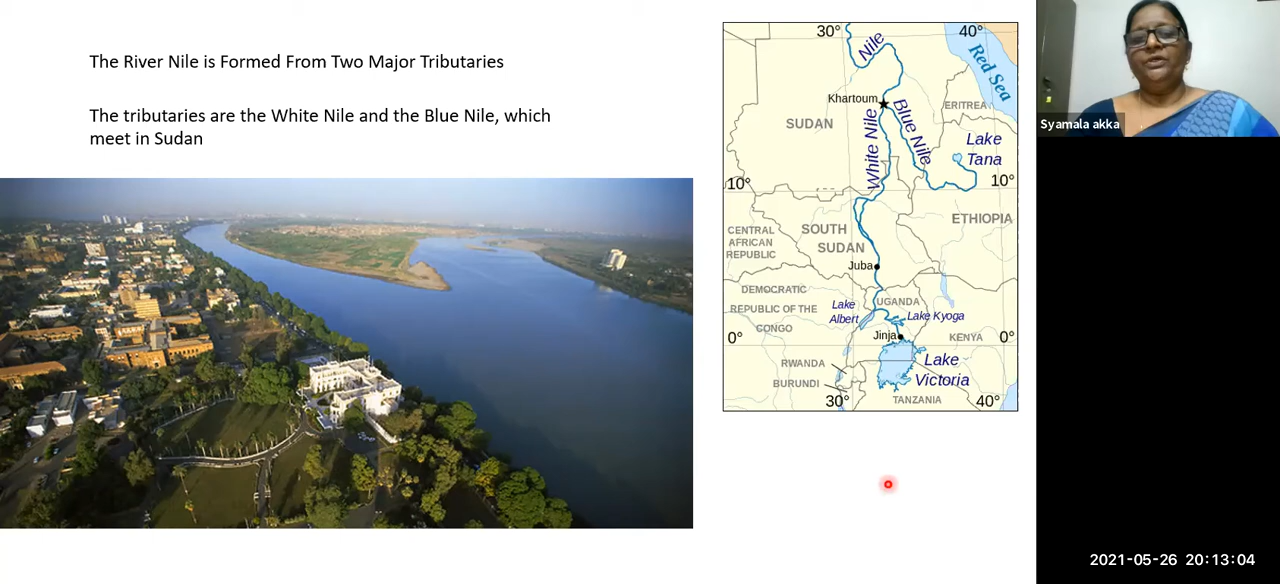 The River Nile is Formed From Two Major Tributaries
The tributaries are the White Nile and the Blue Nile, which
meet in Sudan
30°
40°
Nile
Red Sea
Khartoum
ERITREA
SUDAN
White Nile
Blue Nile
Lake
Tana
10°
10°
ETHIOPIA
CENTRAL
AFRICAN
REPUBLIC
SOUTH
SUDAN
Juba
DEMOCRATIC
REPUBLIC OF THE
CONGO
Lake
Albert
UGANDA
Lake Kyoga
Jinja
KENYA
0°
0°
RWANDA
BURUNDI
Lake
Victoria
TANZANIA
30°
40°
Syamala akka
2021-05-26 20:13:04